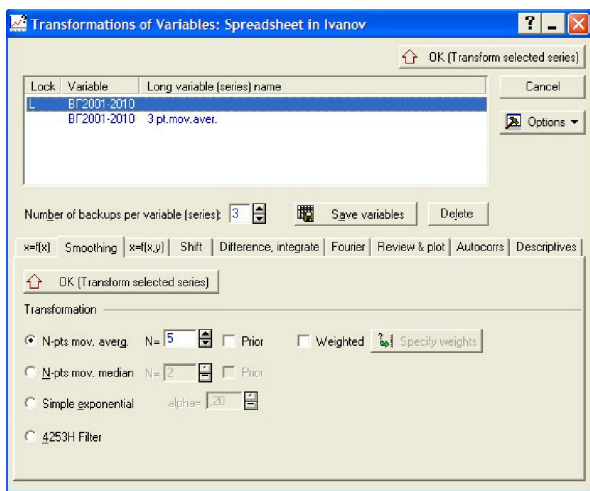 Transformations of Variables: Spreadsheet in Ivanov
OK (Transform selected series)
Lock Variable Long variable (series) name
L ВГ2001-2010
ВГ2001-2010 3 pt.mov.aver.
Cancel
Options
Number of backups per variable (series): 3 Save variables Delete
x=f(x) Smoothing x=f(x,y) Shift Difference, integrate Fourier Review & plot Autocorrs Descriptives
OK (Transform selected series)
Transformation
N-pts mov. averg. N= 5 Prior Weighted Specify weights
N-pts mov. median N= 2 Prior
Simple exponential alpha= ,20
4253H Filter